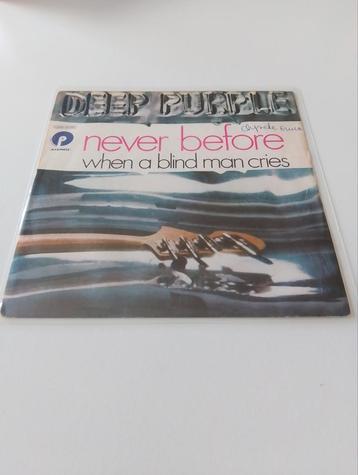 DEEP PURPLE
never before
when a blind man cries